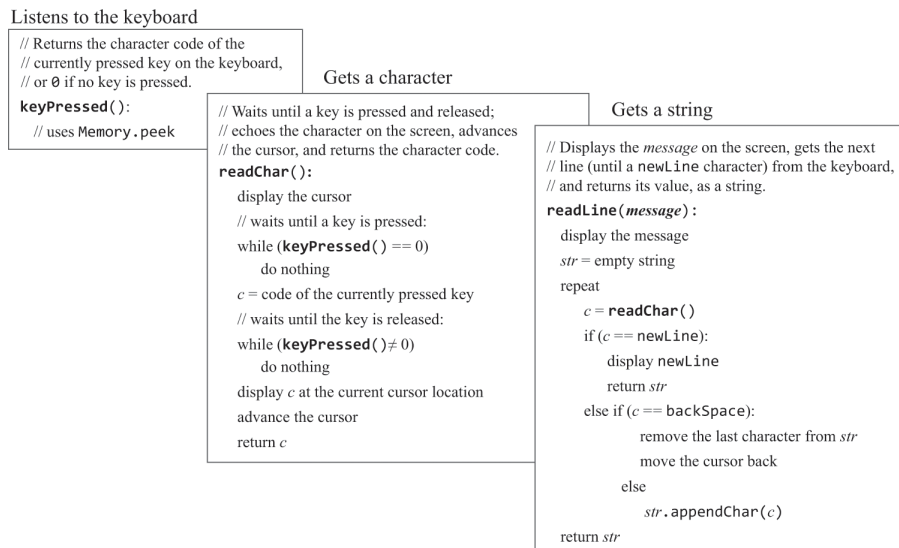 Listens to the keyboard
// Returns the character code of the
// currently pressed key on the keyboard,
// or 0 if no key is pressed.
keyPressed():
// uses Memory.peek
Gets a character
// Waits until a key is pressed and released;
// echoes the character on the screen, advances
// the cursor, and returns the character code.
readChar():
display the cursor
// waits until a key is pressed:
while (keyPressed() == 0)
do nothing
c = code of the currently pressed key
// waits until the key is released:
while (keyPressed() ≠ 0)
do nothing
display c at the current cursor location
advance the cursor
return c
Gets a string
// Displays the message on the screen, gets the next
// line (until a newLine character) from the keyboard,
// and returns its value, as a string.
readLine(message):
display the message
str = empty string
repeat
c = readChar()
if (c == newLine):
display newLine
return str
else if (c == backSpace):
remove the last character from str
move the cursor back
else
str.appendChar(c)
return str